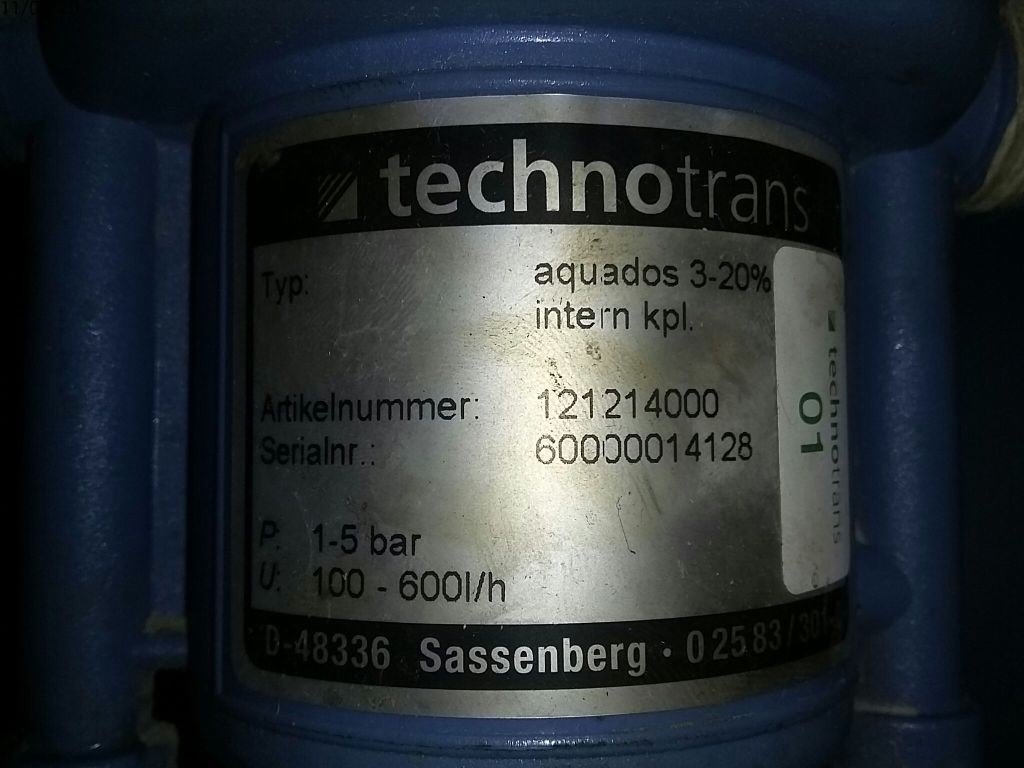 technotrans
Typ: aquados 3-20%
intern kpl.
Artikelnummer: 121214000
Serialnr.: 60000014128
P: 1-5 bar
U: 100 - 600l/h
D-48336 Sassenberg · 0 25 83 /
technotrans
01